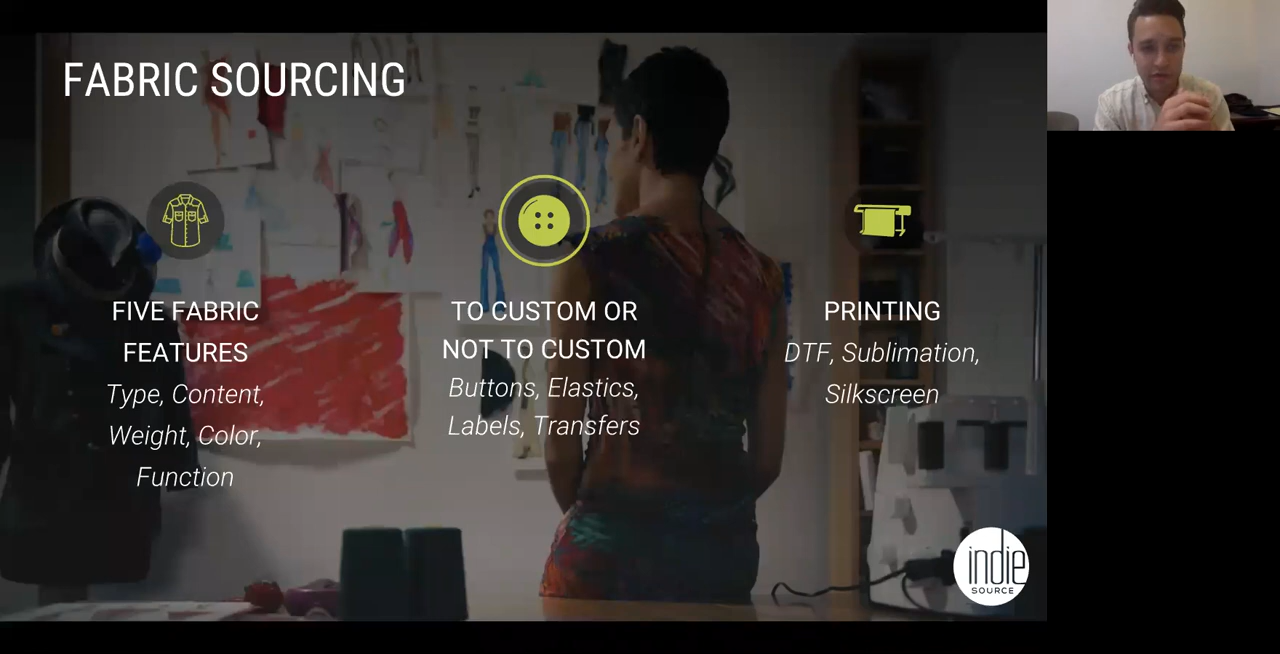 FABRIC SOURCING
FIVE FABRIC
FEATURES
Type, Content,
Weight, Color,
Function
TO CUSTOM OR
NOT TO CUSTOM
Buttons, Elastics,
Labels, Transfers
PRINTING
DTF, Sublimation,
Silkscreen
indie
SOURCE